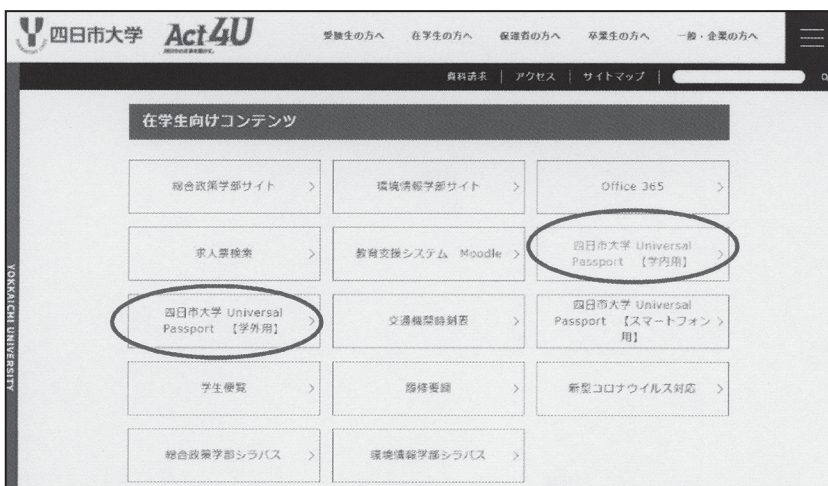 四日市大学 Act4U 受験生の方へ 在学生の方へ 保護者の方へ 卒業生の方へ 一般・企業の方へ
資料請求 アクセス サイトマップ
在学生向けコンテンツ
総合政策学部サイト 環境情報学部サイト Office 365
求人票検索 教育支援システム Moodle 四日市大学 Universal
Passport 【学内用】
四日市大学 Universal
Passport 【学外用】
交通機関時刻表
四日市大学 Universal
Passport 【スマートフォン
用】
学生便覧 履修要綱 新型コロナウイルス対応
総合政策学部シラバス 環境情報学部シラバス
YOKKAICHI UNIVERSITY